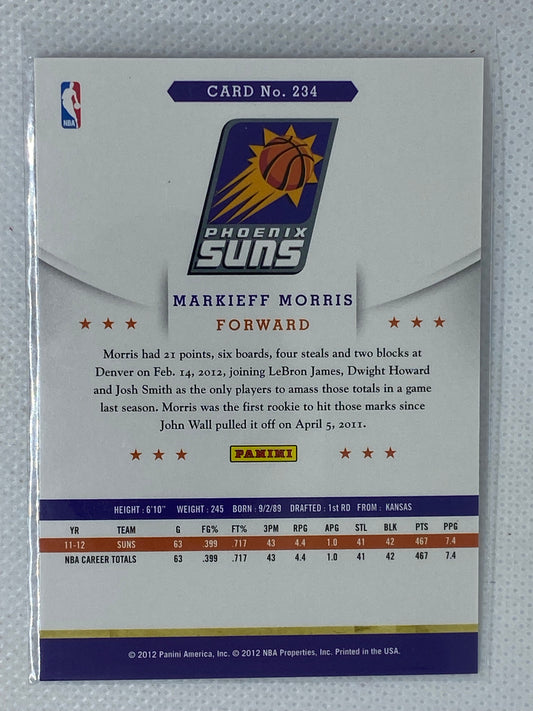 CARD No. 234
NBA
PHOENIX
SUNS
MARKIEFF MORRIS
FORWARD
Morris had 21 points, six boards, four steals and two blocks at
Denver on Feb. 14, 2012, joining LeBron James, Dwight Howard
and Josh Smith as the only players to amass those totals in a game
last season. Morris was the first rookie to hit those marks since
John Wall pulled it off on April 5, 2011.
PANINI
HEIGHT : 6'10" WEIGHT : 245 BORN : 9/2/89 DRAFTED : 1st RD FROM : KANSAS
YR TEAM G FG% FT% 3PM RPG APG STL BLK PTS PPG
11-12 SUNS 63 .399 .717 43 4.4 1.0 41 42 467 7.4
NBA CAREER TOTALS 63 .399 .717 43 4.4 1.0 41 42 467 7.4
© 2012 Panini America, Inc. © 2012 NBA Properties, Inc. Printed in the USA.